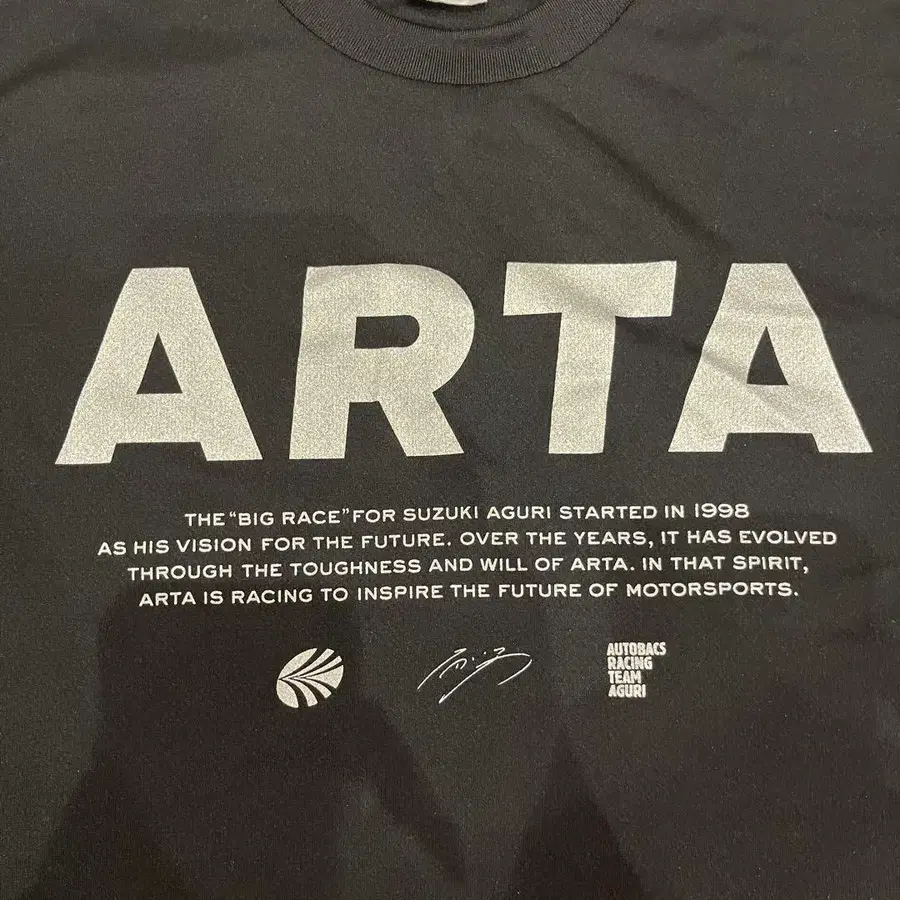 ARTA
THE "BIG RACE" FOR SUZUKI AGURI STARTED IN 1998
AS HIS VISION FOR THE FUTURE. OVER THE YEARS, IT HAS EVOLVED
THROUGH THE TOUGHNESS AND WILL OF ARTA. IN THAT SPIRIT,
ARTA IS RACING TO INSPIRE THE FUTURE OF MOTORSPORTS.
AUTOBACS
RACING
TEAM
AGURI